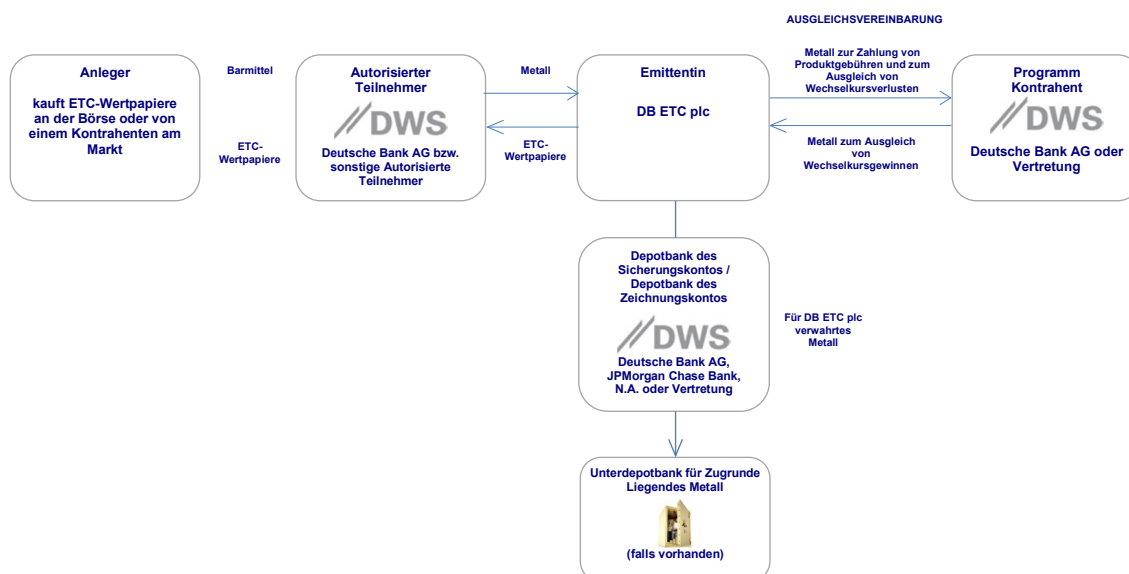 AUSGLEICHSVEREINBARUNG
Anleger
kauft ETC-Wertpapiere
an der Börse oder von
einem Kontrahenten am
Markt
Barmittel
ETC-
Wertpapiere
Autorisierter
Teilnehmer
DWS
Deutsche Bank AG bzw.
sonstige Autorisierte
Teilnehmer
Metall
ETC-
Wertpapiere
Emittentin
DB ETC plc
Metall zur Zahlung von
Produktgebühren und zum
Ausgleich von
Wechselkursverlusten
Metall zum Ausgleich
von
Wechselkursgewinnen
Programm
Kontrahent
DWS
Deutsche Bank AG oder
Vertretung
Depotbank des
Sicherungskontos /
Depotbank des
Zeichnungskontos
DWS
Deutsche Bank AG,
JPMorgan Chase Bank,
N.A. oder Vertretung
Für DB ETC plc
verwahrtes
Metall
Unterdepotbank für Zugrunde
Liegendes Metall
(falls vorhanden)